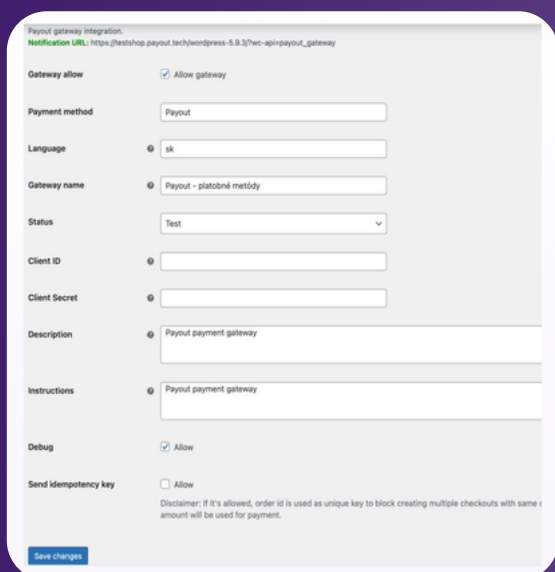 Payout gateway integration.
Notification URL: https://testshop.payout.tech/wordpress-5.9.3/?wc-api=payout_gateway
Gateway allow Allow gateway
Payment method Payout
Language sk
Gateway name Payout - platobné metódy
Status Test
Client ID
Client Secret
Description Payout payment gateway
Instructions Payout payment gateway
Debug Allow
Send idempotency key Allow
Disclaimer: If it's allowed, order id is used as unique key to block creating multiple checkouts with same
amount will be used for payment.
Save changes